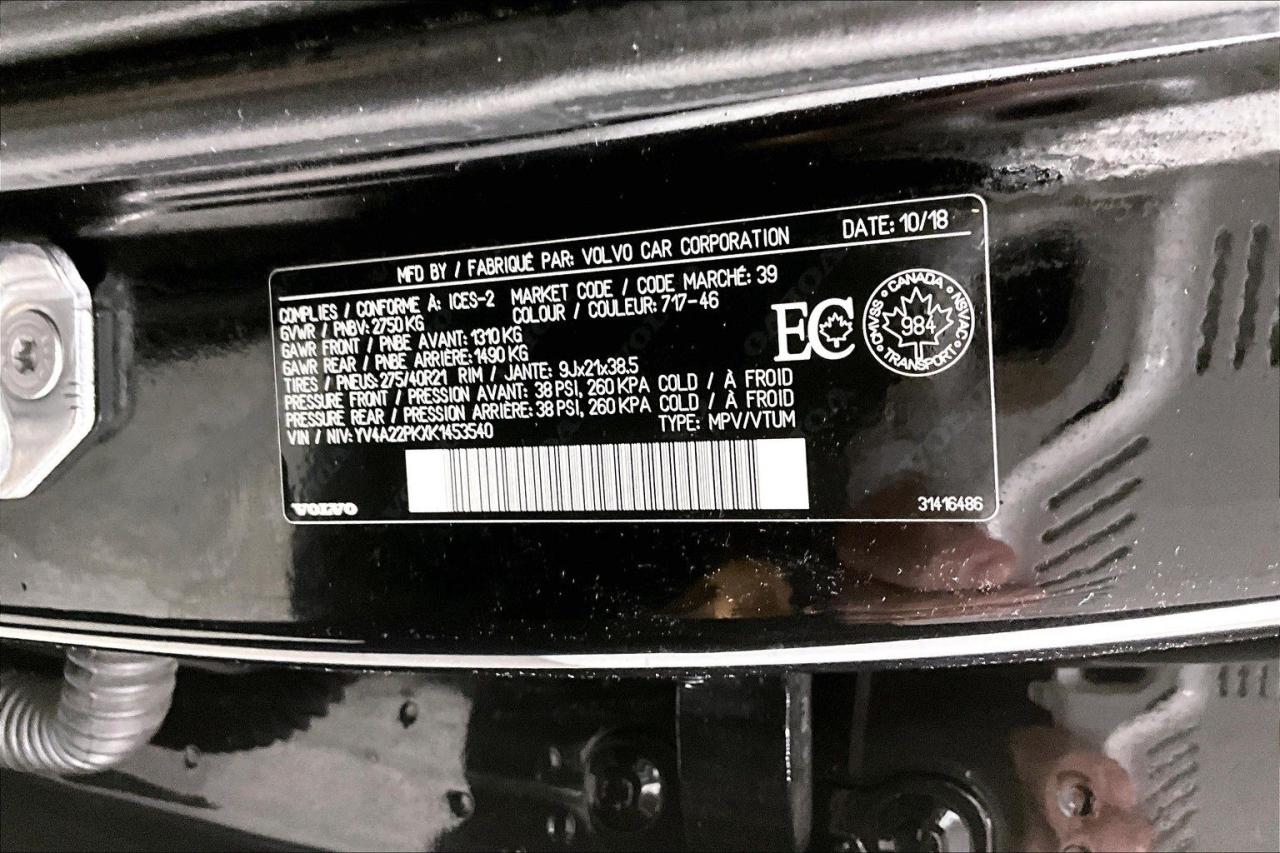 MFD BY / FABRIQUÉ PAR: VOLVO CAR CORPORATION DATE: 10/18
COMPLIES / CONFORME À: ICES-2 MARKET CODE / CODE MARCHÉ: 39
GVWR / PNBV: 2750 KG COLOUR / COULEUR: 717-46
GAWR FRONT / PNBE AVANT: 1310 KG
GAWR REAR / PNBE ARRIÈRE: 1490 KG
TIRES / PNEUS: 275/40R21 RIM / JANTE: 9Jx21x38.5
PRESSURE FRONT / PRESSION AVANT: 38 PSI, 260 KPA COLD / À FROID
PRESSURE REAR / PRESSION ARRIÈRE: 38 PSI, 260 KPA COLD / À FROID
VIN / NIV: YV4A22PKXK1453540 TYPE: MPV/VTUM
EC
CANADA
CMVSS NSVAC
984
TRANSPORT
VOLVO 31416486